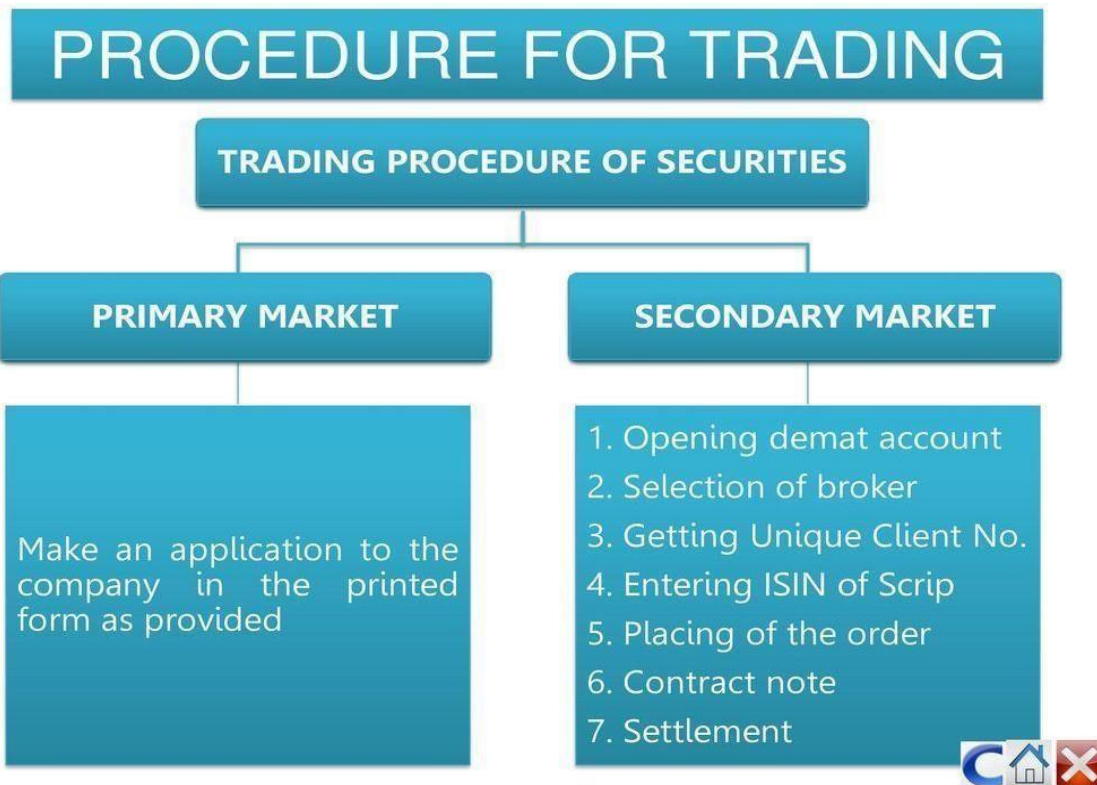 PROCEDURE FOR TRADING
TRADING PROCEDURE OF SECURITIES
PRIMARY MARKET
Make an application to the
company in the printed
form as provided
SECONDARY MARKET
1. Opening demat account
2. Selection of broker
3. Getting Unique Client No.
4. Entering ISIN of Scrip
5. Placing of the order
6. Contract note
7. Settlement